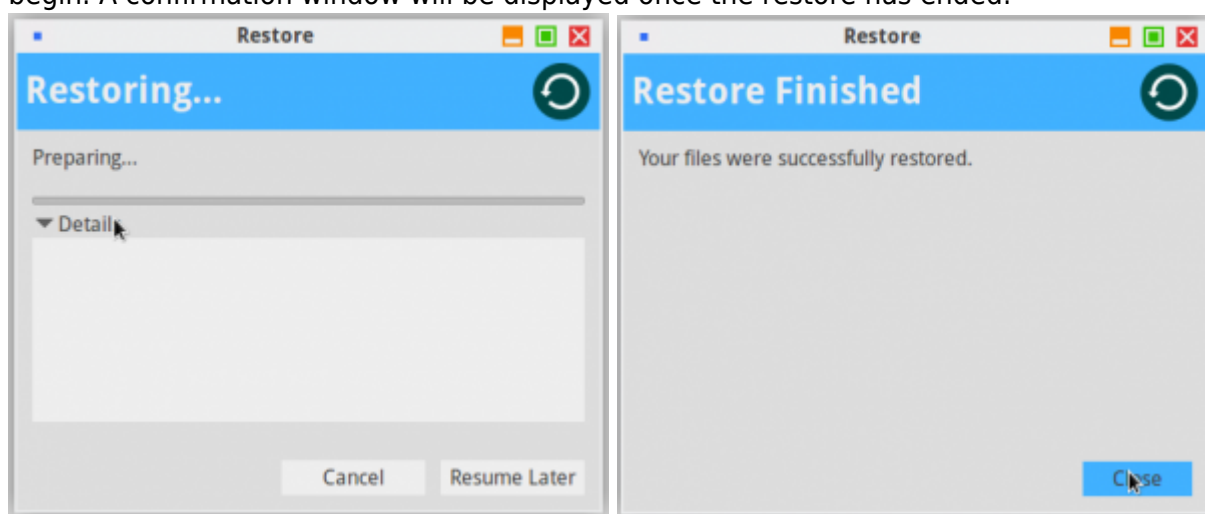 begin. A confirmation window will be displayed once the restore has ended.
Restore
Restoring...
Preparing...
Details
Cancel
Resume Later
Restore
Restore Finished
Your files were successfully restored.
Close